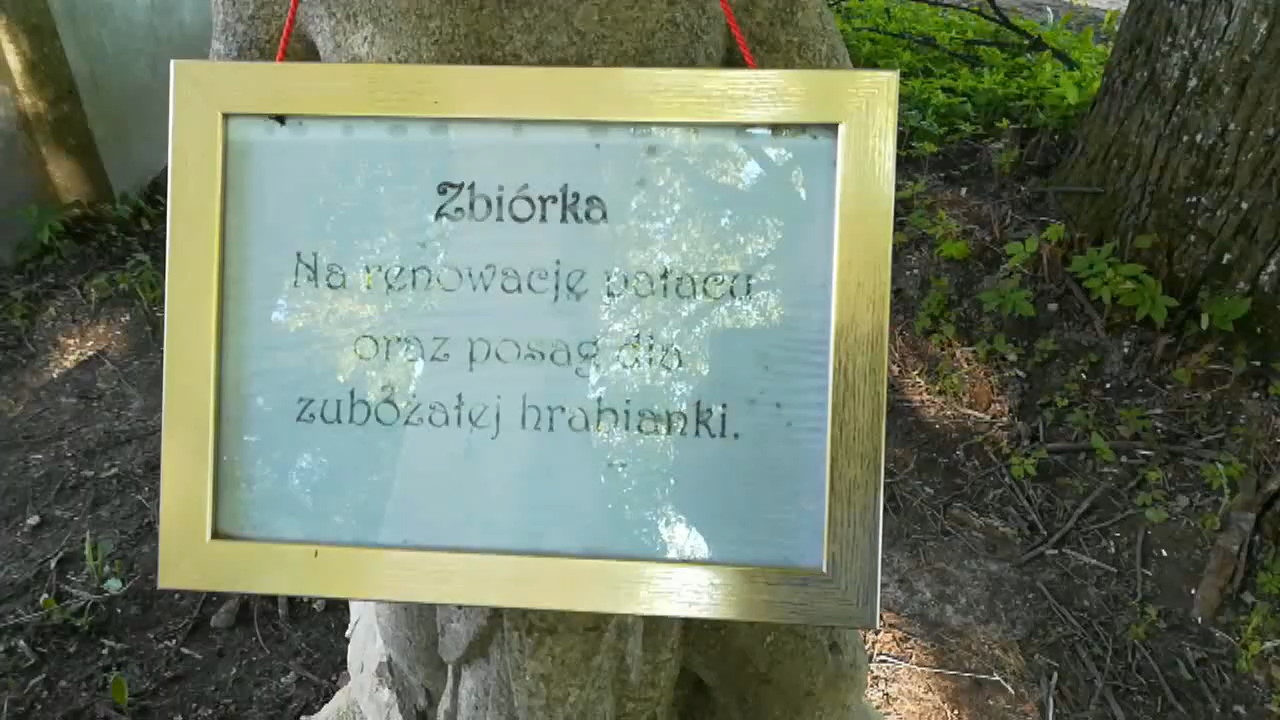 Zbiórka
Na renowację pałacu
oraz posag dla
zubożałej hrabianki.